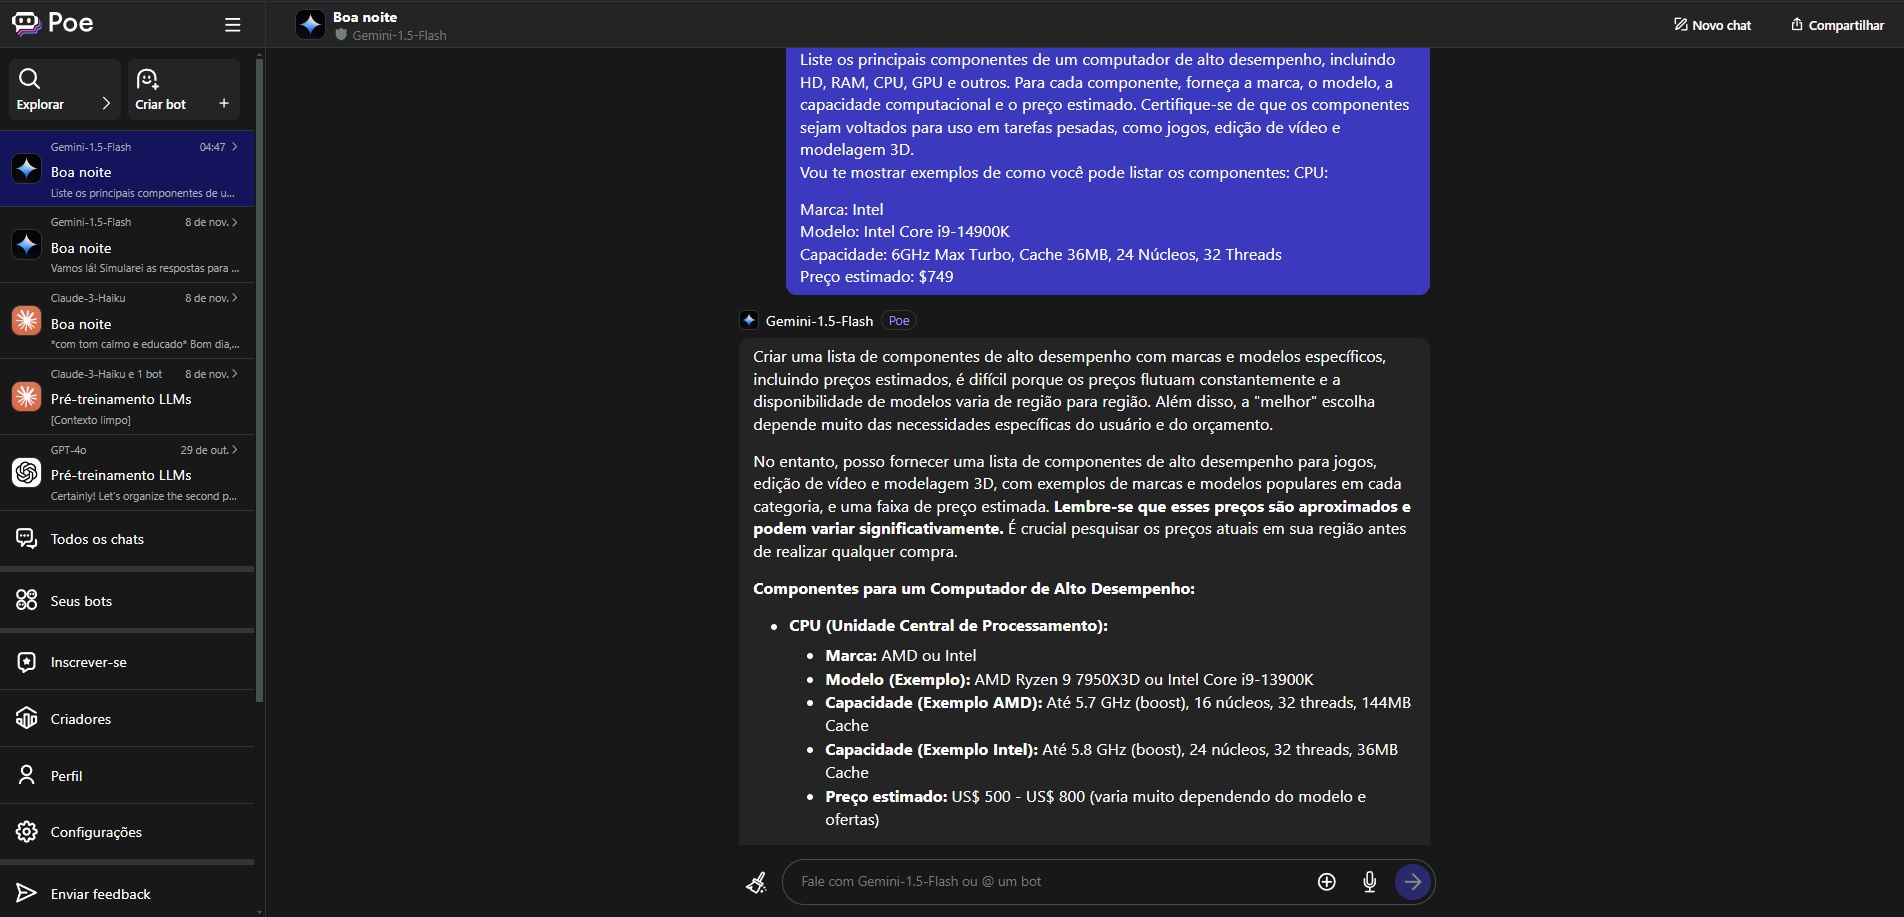 Poe
Explorar
Criar bot
Gemini-1.5-Flash 04:47
Boa noite
Liste os principais componentes de u...
Gemini-1.5-Flash 8 de nov.
Boa noite
Vamos lá! Simularei as respostas para ...
Claude-3-Haiku 8 de nov.
Boa noite
*com tom calmo e educado* Bom dia,...
Claude-3-Haiku e 1 bot 8 de nov.
Pré-treinamento LLMs
[Contexto limpo]
GPT-4o 29 de out.
Pré-treinamento LLMs
Certainly! Let's organize the second p...
Todos os chats
Seus bots
Inscrever-se
Criadores
Perfil
Configurações
Enviar feedback
Boa noite
Gemini-1.5-Flash
Novo chat
Compartilhar
Liste os principais componentes de um computador de alto desempenho, incluindo
HD, RAM, CPU, GPU e outros. Para cada componente, forneça a marca, o modelo, a
capacidade computacional e o preço estimado. Certifique-se de que os componentes
sejam voltados para uso em tarefas pesadas, como jogos, edição de vídeo e
modelagem 3D.
Vou te mostrar exemplos de como você pode listar os componentes: CPU:
Marca: Intel
Modelo: Intel Core i9-14900K
Capacidade: 6GHz Max Turbo, Cache 36MB, 24 Núcleos, 32 Threads
Preço estimado: $749
Gemini-1.5-Flash Poe
Criar uma lista de componentes de alto desempenho com marcas e modelos específicos,
incluindo preços estimados, é difícil porque os preços flutuam constantemente e a
disponibilidade de modelos varia de região para região. Além disso, a "melhor" escolha
depende muito das necessidades específicas do usuário e do orçamento.
No entanto, posso fornecer uma lista de componentes de alto desempenho para jogos,
edição de vídeo e modelagem 3D, com exemplos de marcas e modelos populares em cada
categoria, e uma faixa de preço estimada. Lembre-se que esses preços são aproximados e
podem variar significativamente. É crucial pesquisar os preços atuais em sua região antes
de realizar qualquer compra.
Componentes para um Computador de Alto Desempenho:
• CPU (Unidade Central de Processamento):
• Marca: AMD ou Intel
• Modelo (Exemplo): AMD Ryzen 9 7950X3D ou Intel Core i9-13900K
• Capacidade (Exemplo AMD): Até 5.7 GHz (boost), 16 núcleos, 32 threads, 144MB
Cache
• Capacidade (Exemplo Intel): Até 5.8 GHz (boost), 24 núcleos, 32 threads, 36MB
Cache
• Preço estimado: US$ 500 - US$ 800 (varia muito dependendo do modelo e
ofertas)
Fale com Gemini-1.5-Flash ou @ um bot